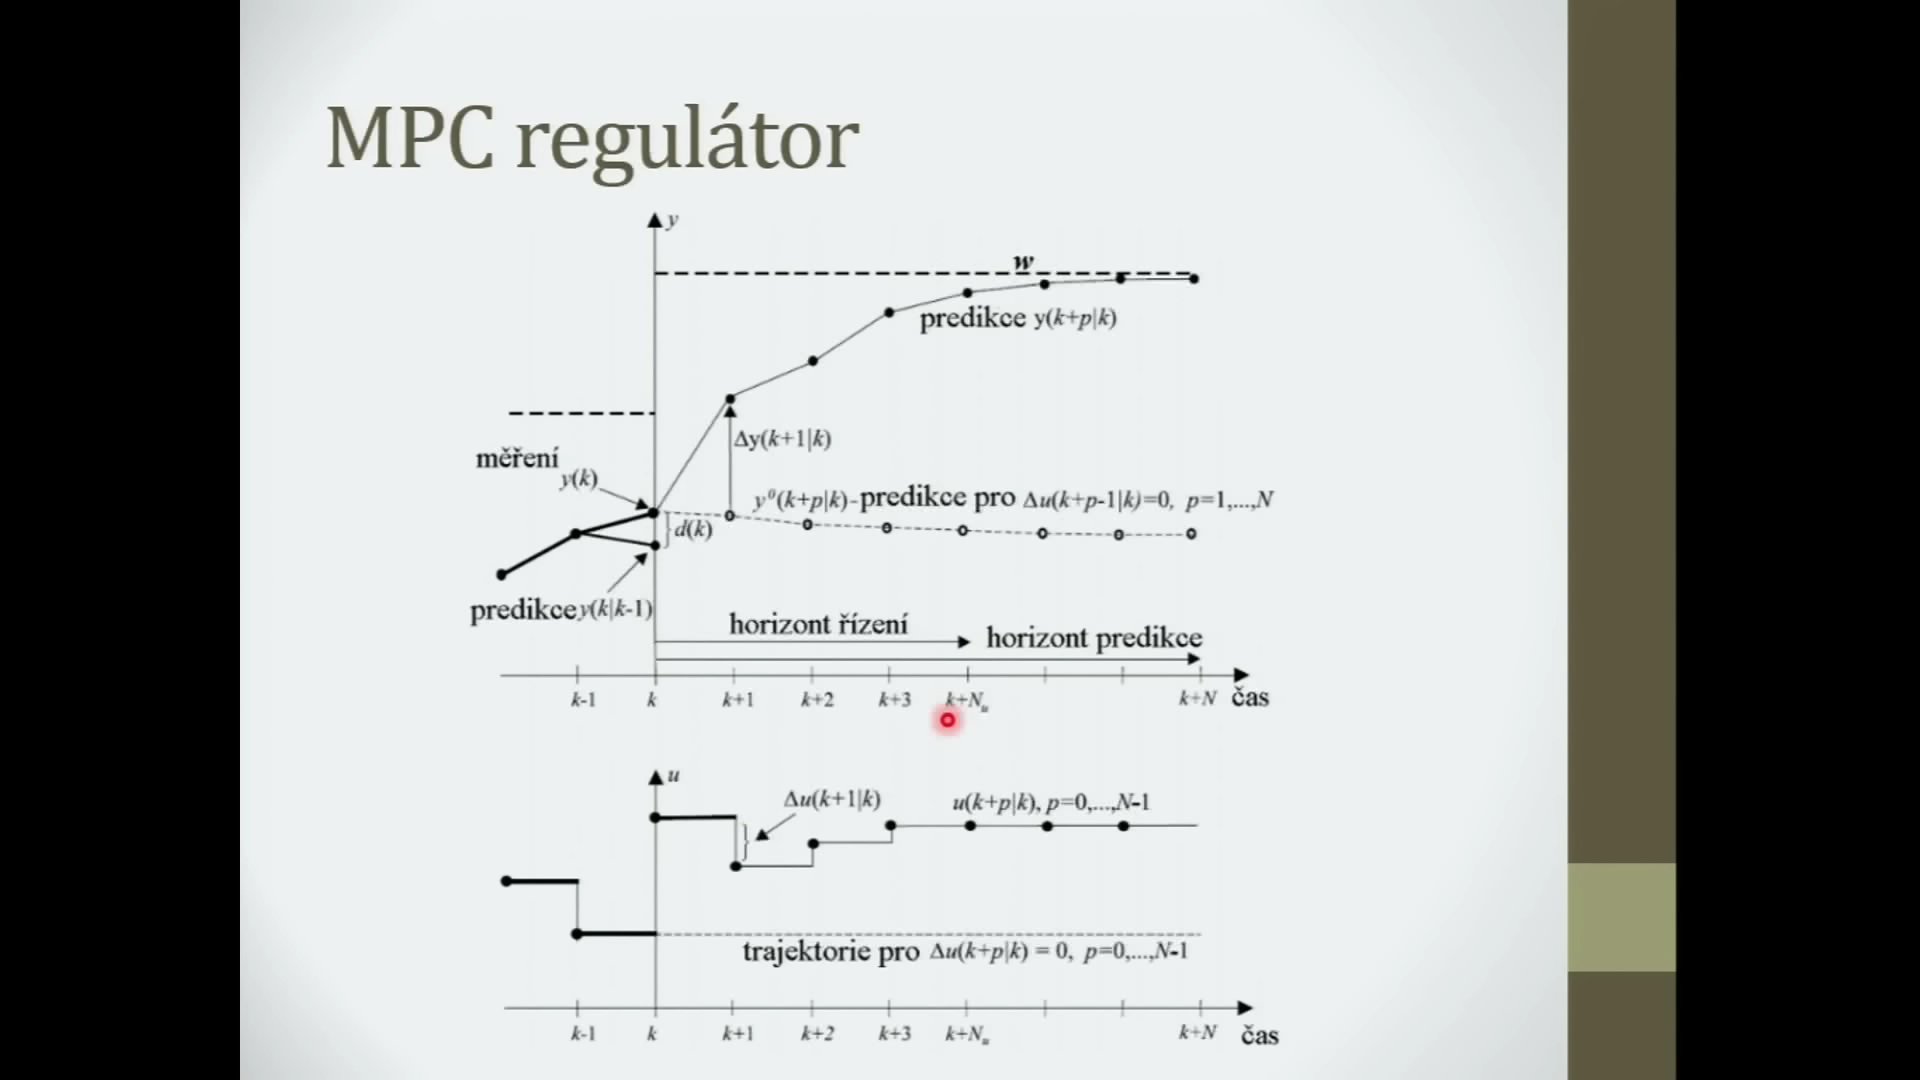 MPC regulátor
y
w
predikce y(k+p|k)
Δy(k+1|k)
měření
y(k)
y⁰(k+p|k)-predikce pro Δu(k+p-1|k)=0, p=1,...,N
d(k)
predikce y(k|k-1)
horizont řízení
horizont predikce
k-1 k k+1 k+2 k+3 k+Nᵤ k+N čas
u
Δu(k+1|k)
u(k+p|k), p=0,...,N-1
trajektorie pro Δu(k+p|k) = 0, p=0,...,N-1
k-1 k k+1 k+2 k+3 k+Nᵤ k+N čas